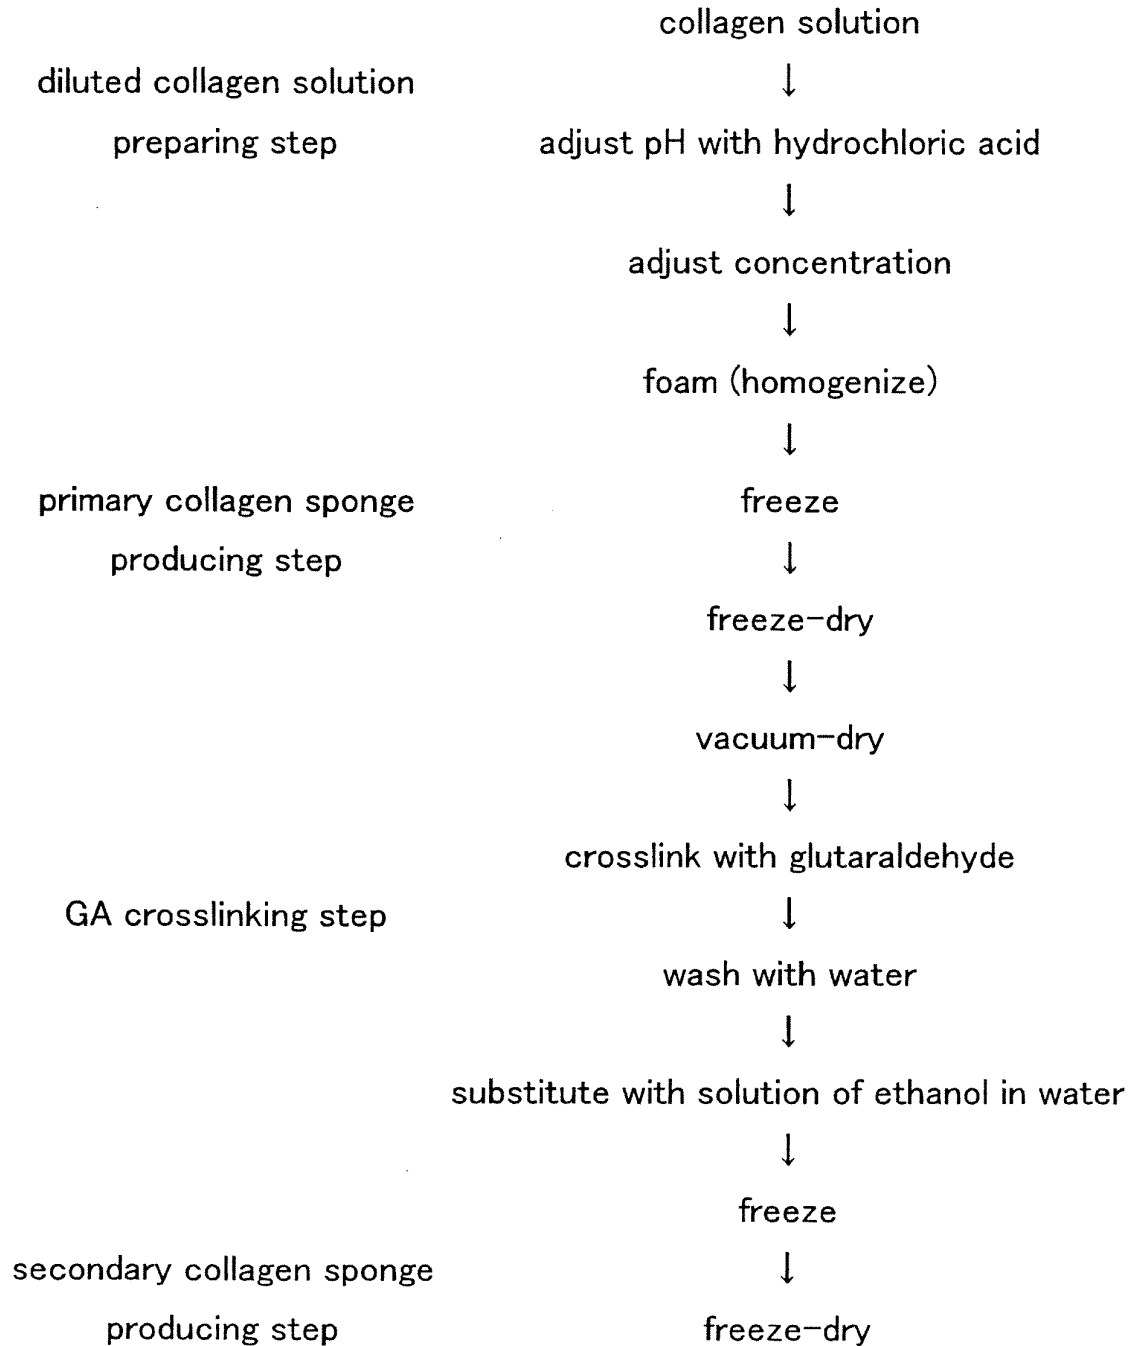 collagen solution
↓
diluted collagen solution
preparing step
adjust pH with hydrochloric acid
↓
adjust concentration
↓
foam (homogenize)
↓
primary collagen sponge
producing step
freeze
↓
freeze-dry
↓
vacuum-dry
↓
crosslink with glutaraldehyde
GA crosslinking step
↓
wash with water
↓
substitute with solution of ethanol in water
↓
freeze
secondary collagen sponge
producing step
↓
freeze-dry